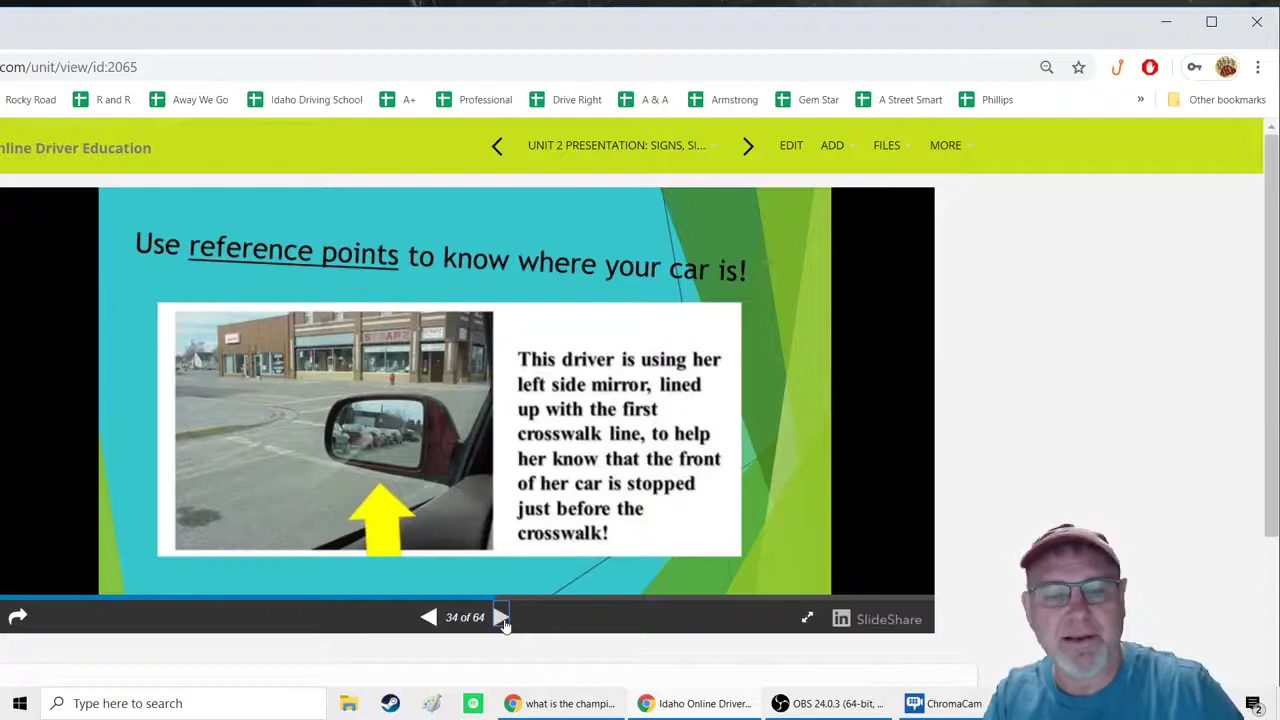 com/unit/view/id:2065
Rocky Road R and R Away We Go Idaho Driving School A+ Professional Drive Right A & A Armstrong Gem Star A Street Smart Phillips » Other bookmarks
nline Driver Education
UNIT 2 PRESENTATION: SIGNS, SI... EDIT ADD FILES MORE
Use reference points to know where your car is!
This driver is using her
left side mirror, lined
up with the first
crosswalk line, to help
her know that the front
of her car is stopped
just before the
crosswalk!
34 of 64
in SlideShare
Type here to search
what is the champi...
Idaho Online Driver...
OBS 24.0.3 (64-bit, ...
ChromaCam
2